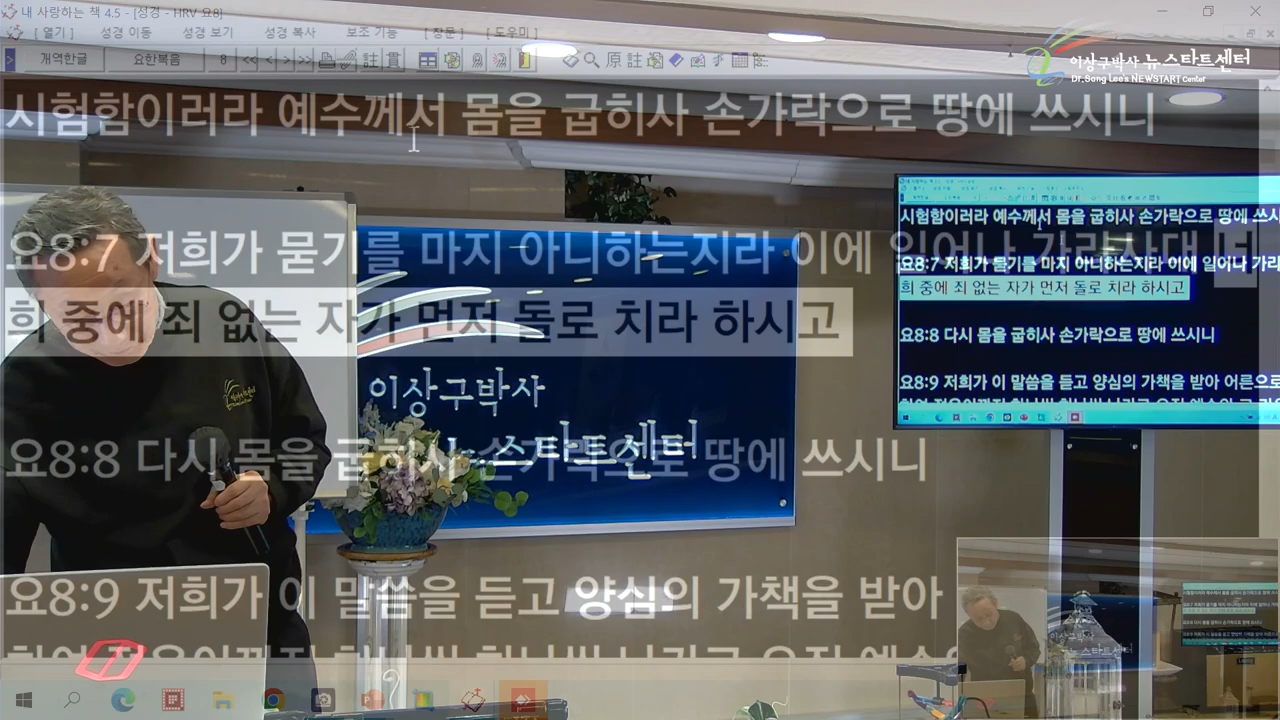 내 사랑하는 책 4.5 - [성경 - HRV 요8]
[ 열기 ] 성경 이동 성경 보기 성경 복사 보조 기능 [ 창문 ] [ 도우미 ]
개역한글 요한복음 8 << < > >> 註 貫 原 註
이상구박사 뉴스타트센터
Dr.Sang Lee's NEWSTART Center
시험함이러라 예수께서 몸을 굽히사 손가락으로 땅에 쓰시니
요8:7 저희가 묻기를 마지 아니하는지라 이에 일어나 가라사대 너
희 중에 죄 없는 자가 먼저 돌로 치라 하시고
요8:8 다시 몸을 굽히사 손가락으로 땅에 쓰시니
요8:9 저희가 이 말씀을 듣고 양심의 가책을 받아
시험함이러라 예수께서 몸을 굽히사 손가락으로 땅에 쓰시
요8:7 저희가 묻기를 마지 아니하는지라 이에 일어나 가리
희 중에 죄 없는 자가 먼저 돌로 치라 하시고
요8:8 다시 몸을 굽히사 손가락으로 땅에 쓰시니
요8:9 저희가 이 말씀을 듣고 양심의 가책을 받아 어른으로
이상구박사
뉴스타트센터